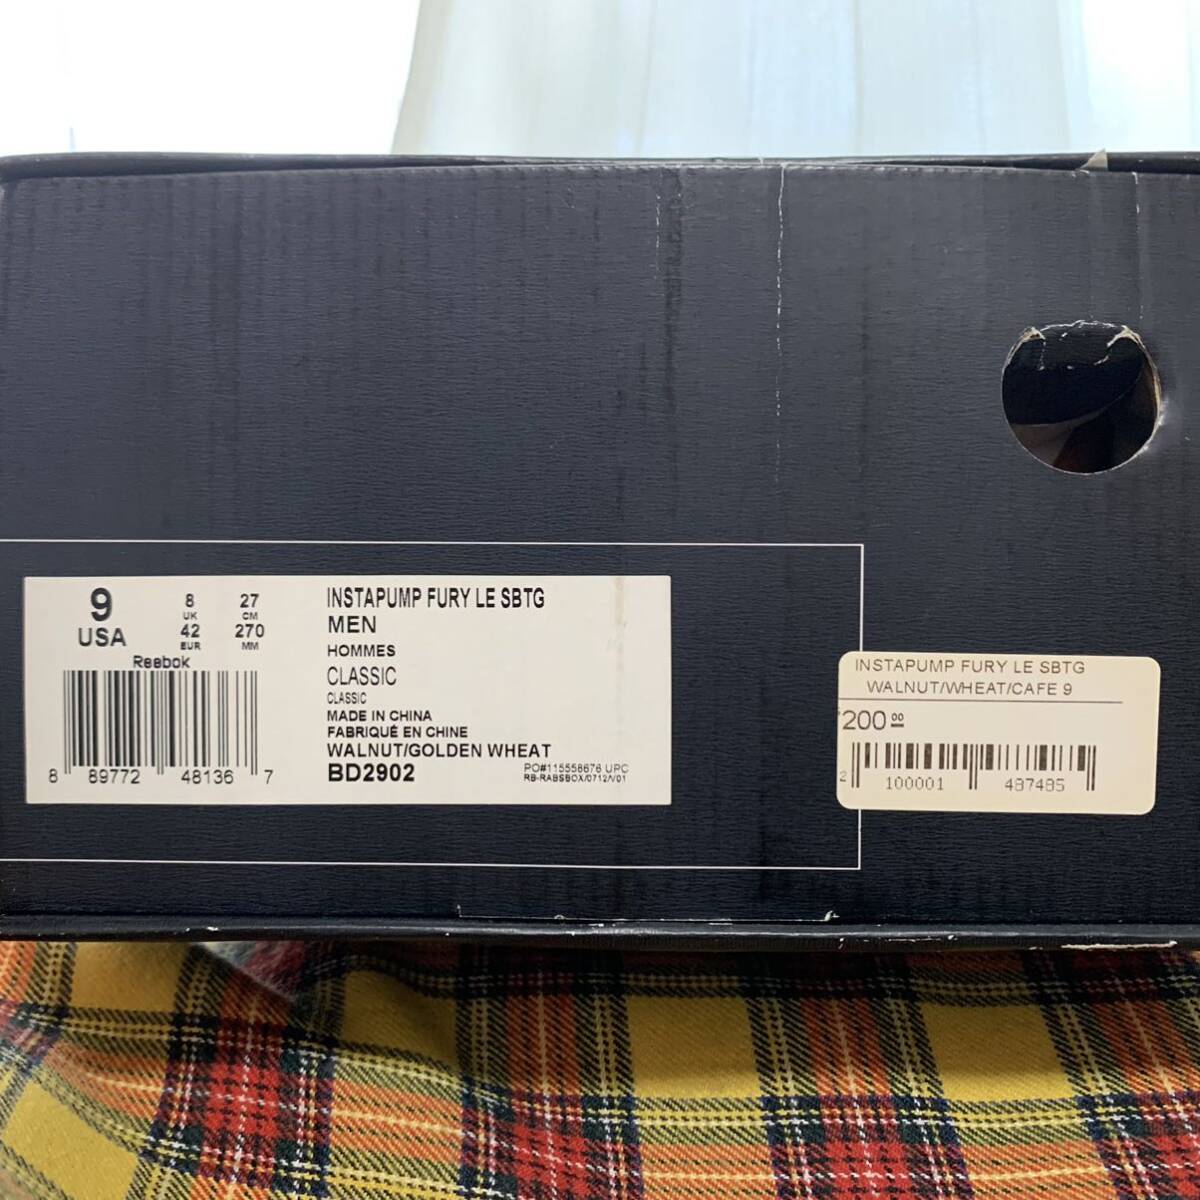 9
USA
8
UK
42
EUR
27
CM
270
MM
Reebok
8 89772 48136 7
INSTAPUMP FURY LE SBTG
MEN
HOMMES
CLASSIC
CLASSIC
MADE IN CHINA
FABRIQUÉ EN CHINE
WALNUT/GOLDEN WHEAT
BD2902
PO#115558676 UPC
RB-RABSBOX/0712/V01
INSTAPUMP FURY LE SBTG
WALNUT/WHEAT/CAFE 9
200 00
2 100001 487485